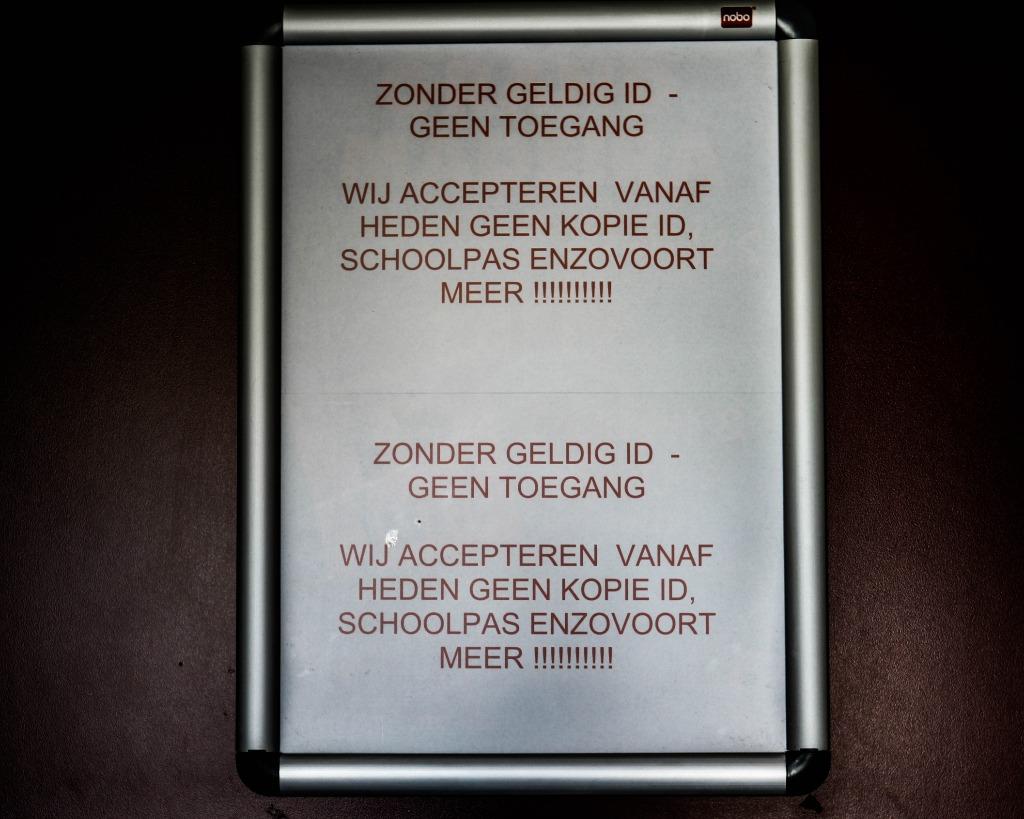 nobo
ZONDER GELDIG ID -
GEEN TOEGANG
WIJ ACCEPTEREN VANAF
HEDEN GEEN KOPIE ID,
SCHOOLPAS ENZOVOORT
MEER !!!!!!!!!!
ZONDER GELDIG ID -
GEEN TOEGANG
WIJ ACCEPTEREN VANAF
HEDEN GEEN KOPIE ID,
SCHOOLPAS ENZOVOORT
MEER !!!!!!!!!!